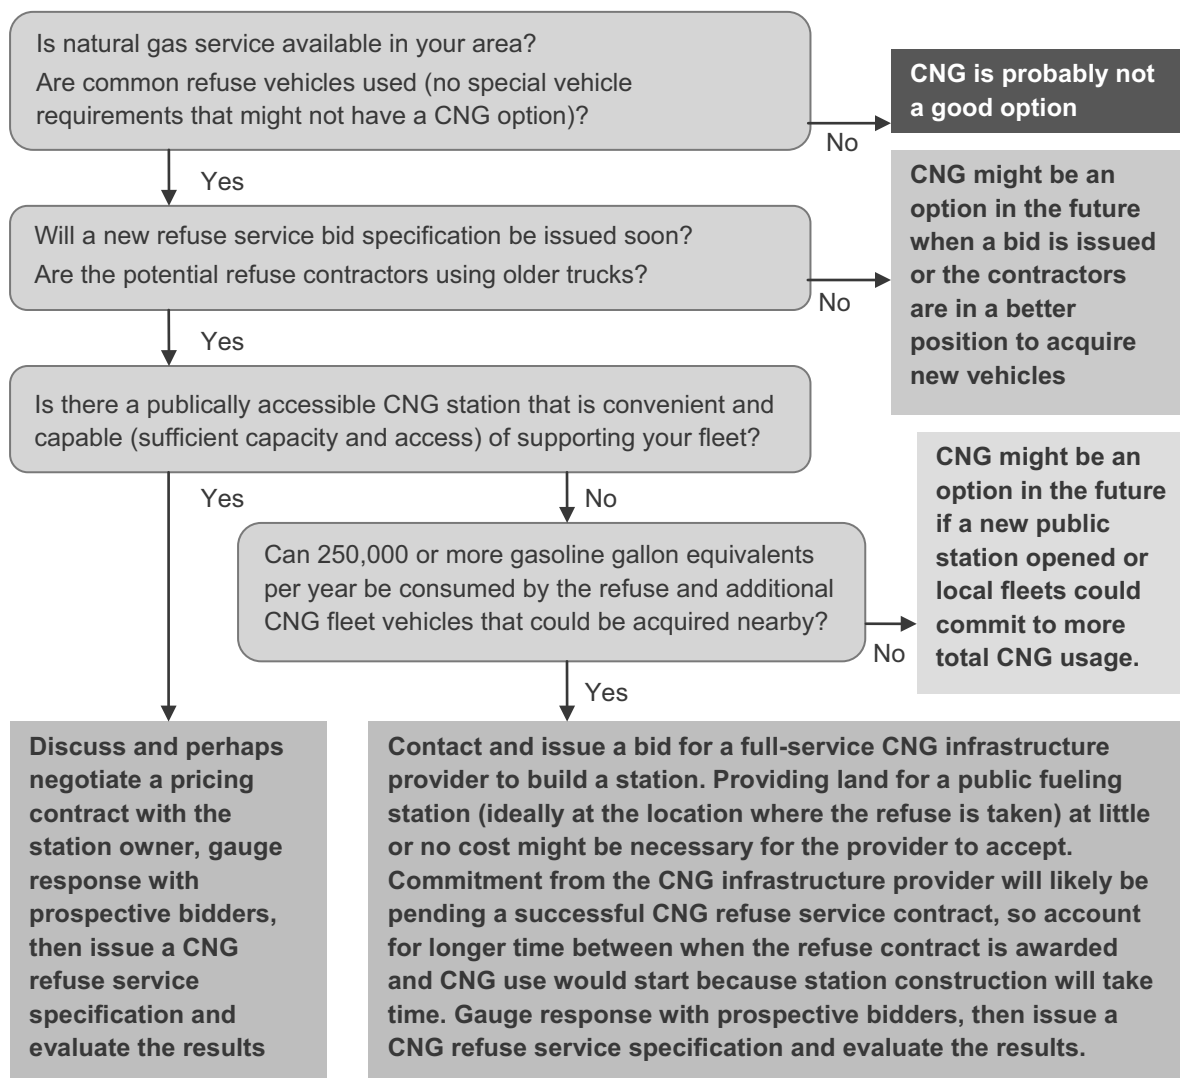 Is natural gas service available in your area?
Are common refuse vehicles used (no special vehicle
requirements that might not have a CNG option)?
No
CNG is probably not
a good option
Yes
Will a new refuse service bid specification be issued soon?
Are the potential refuse contractors using older trucks?
No
CNG might be an
option in the future
when a bid is issued
or the contractors
are in a better
position to acquire
new vehicles
Yes
Is there a publically accessible CNG station that is convenient and
capable (sufficient capacity and access) of supporting your fleet?
Yes
No
Can 250,000 or more gasoline gallon equivalents
per year be consumed by the refuse and additional
CNG fleet vehicles that could be acquired nearby?
No
CNG might be an
option in the future
if a new public
station opened or
local fleets could
commit to more
total CNG usage.
Yes
Discuss and perhaps
negotiate a pricing
contract with the
station owner, gauge
response with
prospective bidders,
then issue a CNG
refuse service
specification and
evaluate the results
Contact and issue a bid for a full-service CNG infrastructure
provider to build a station. Providing land for a public fueling
station (ideally at the location where the refuse is taken) at little
or no cost might be necessary for the provider to accept.
Commitment from the CNG infrastructure provider will likely be
pending a successful CNG refuse service contract, so account
for longer time between when the refuse contract is awarded
and CNG use would start because station construction will take
time. Gauge response with prospective bidders, then issue a
CNG refuse service specification and evaluate the results.